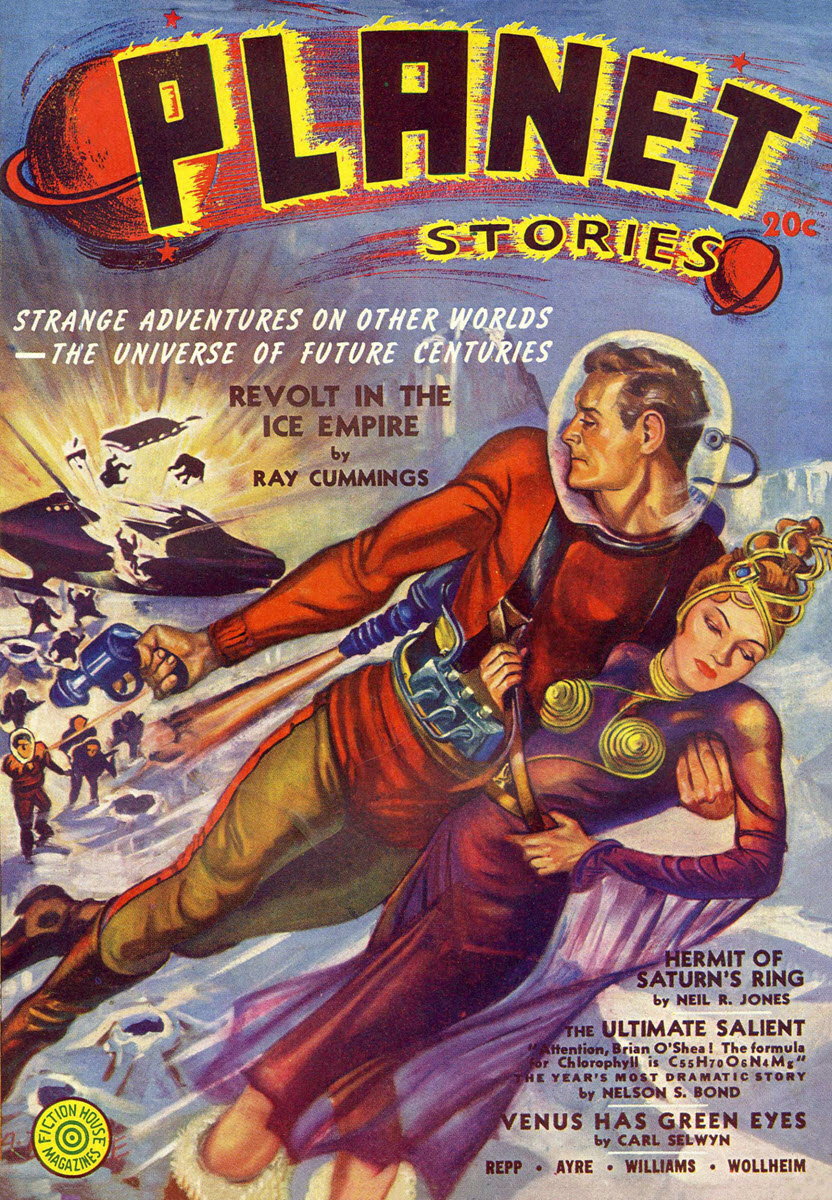 PLANET
STORIES
20c
STRANGE ADVENTURES ON OTHER WORLDS
—THE UNIVERSE OF FUTURE CENTURIES
REVOLT IN THE
ICE EMPIRE
by
RAY CUMMINGS
HERMIT OF
SATURN'S RING
by NEIL R. JONES
THE ULTIMATE SALIENT
"Attention, Brian O'Shea! The formula
for Chlorophyll is C55H70O6N4Mg"
THE YEAR'S MOST DRAMATIC STORY
by NELSON S. BOND
VENUS HAS GREEN EYES
by CARL SELWYN
REPP • AYRE • WILLIAMS • WOLLHEIM
FICTION HOUSE
MAGAZINES